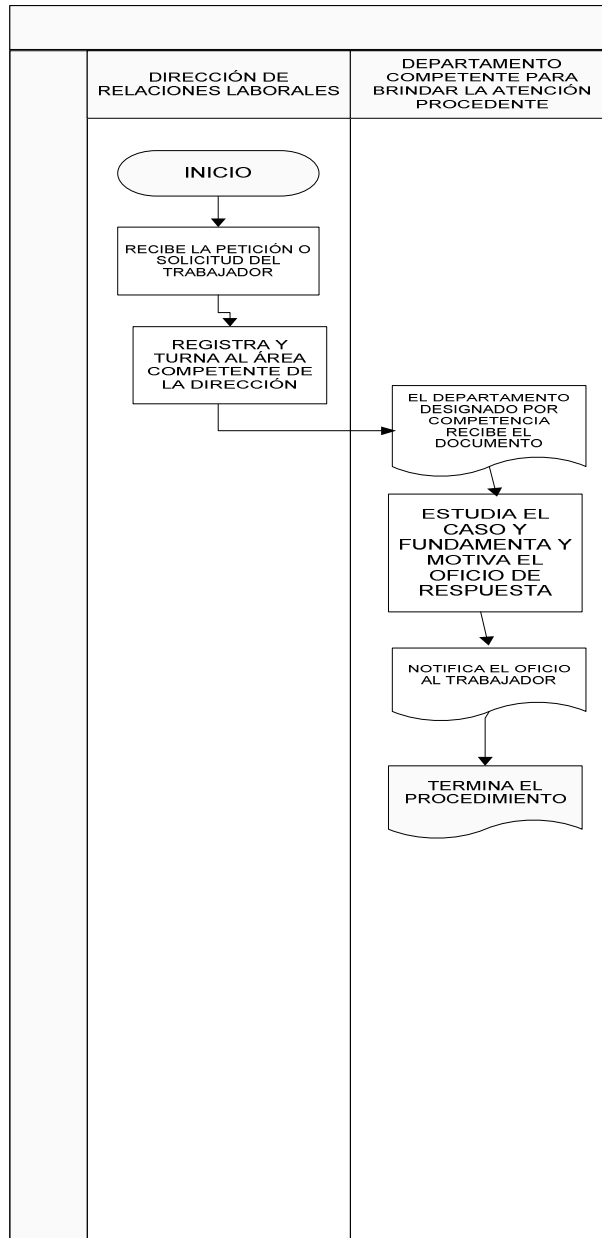 DIRECCIÓN DE
RELACIONES LABORALES
DEPARTAMENTO
COMPETENTE PARA
BRINDAR LA ATENCIÓN
PROCEDENTE
INICIO
RECIBE LA PETICIÓN O
SOLICITUD DEL
TRABAJADOR
REGISTRA Y
TURNA AL ÁREA
COMPETENTE DE
LA DIRECCIÓN
EL DEPARTAMENTO
DESIGNADO POR
COMPETENCIA
RECIBE EL
DOCUMENTO
ESTUDIA EL
CASO Y
FUNDAMENTA Y
MOTIVA EL
OFICIO DE
RESPUESTA
NOTIFICA EL OFICIO
AL TRABAJADOR
TERMINA EL
PROCEDIMIENTO